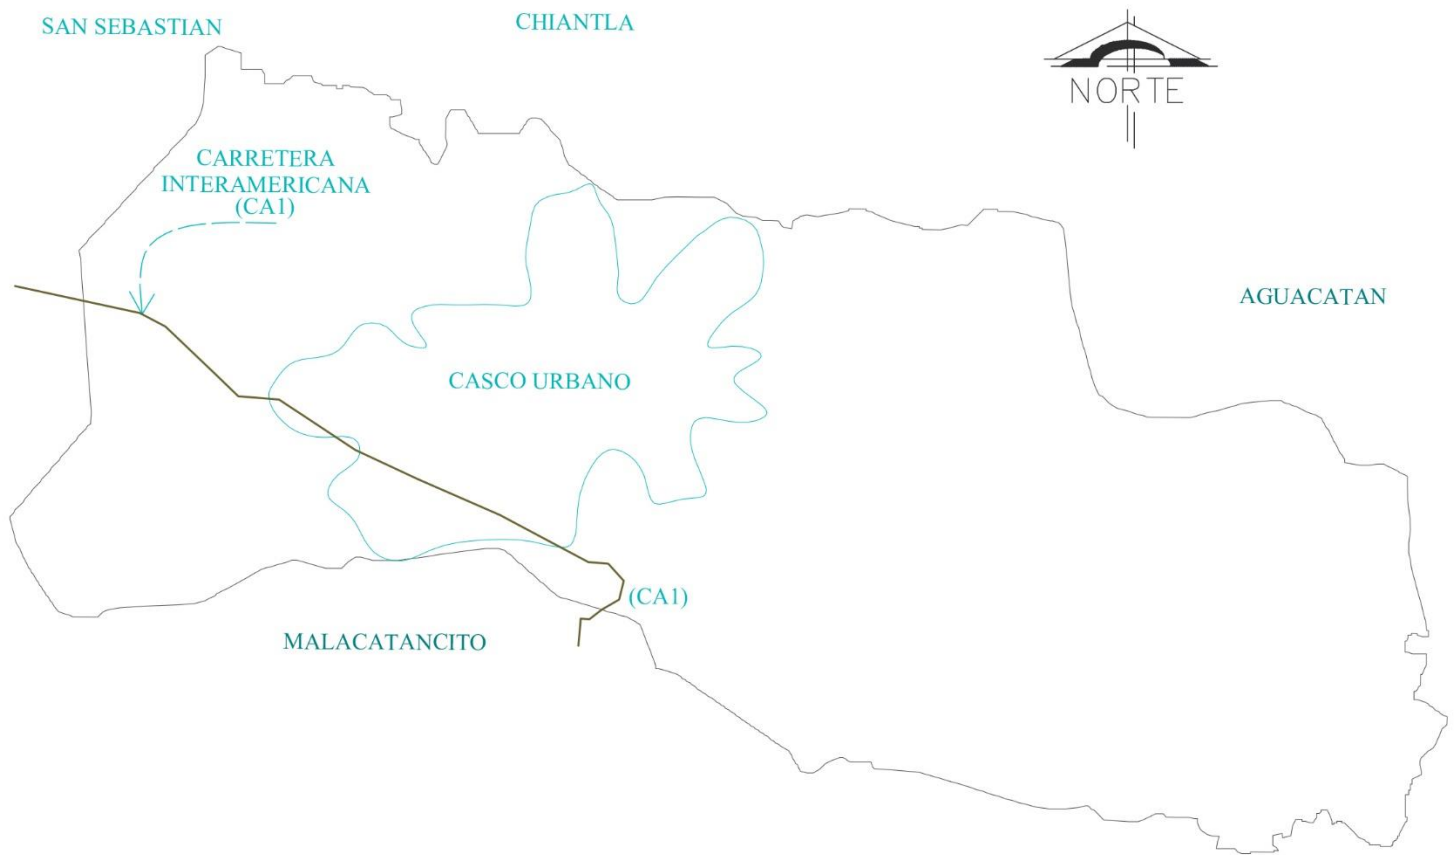 SAN SEBASTIAN
CHIANTLA
NORTE
CARRETERA
INTERAMERICANA
(CA1)
AGUACATAN
CASCO URBANO
(CA1)
MALACATANCITO